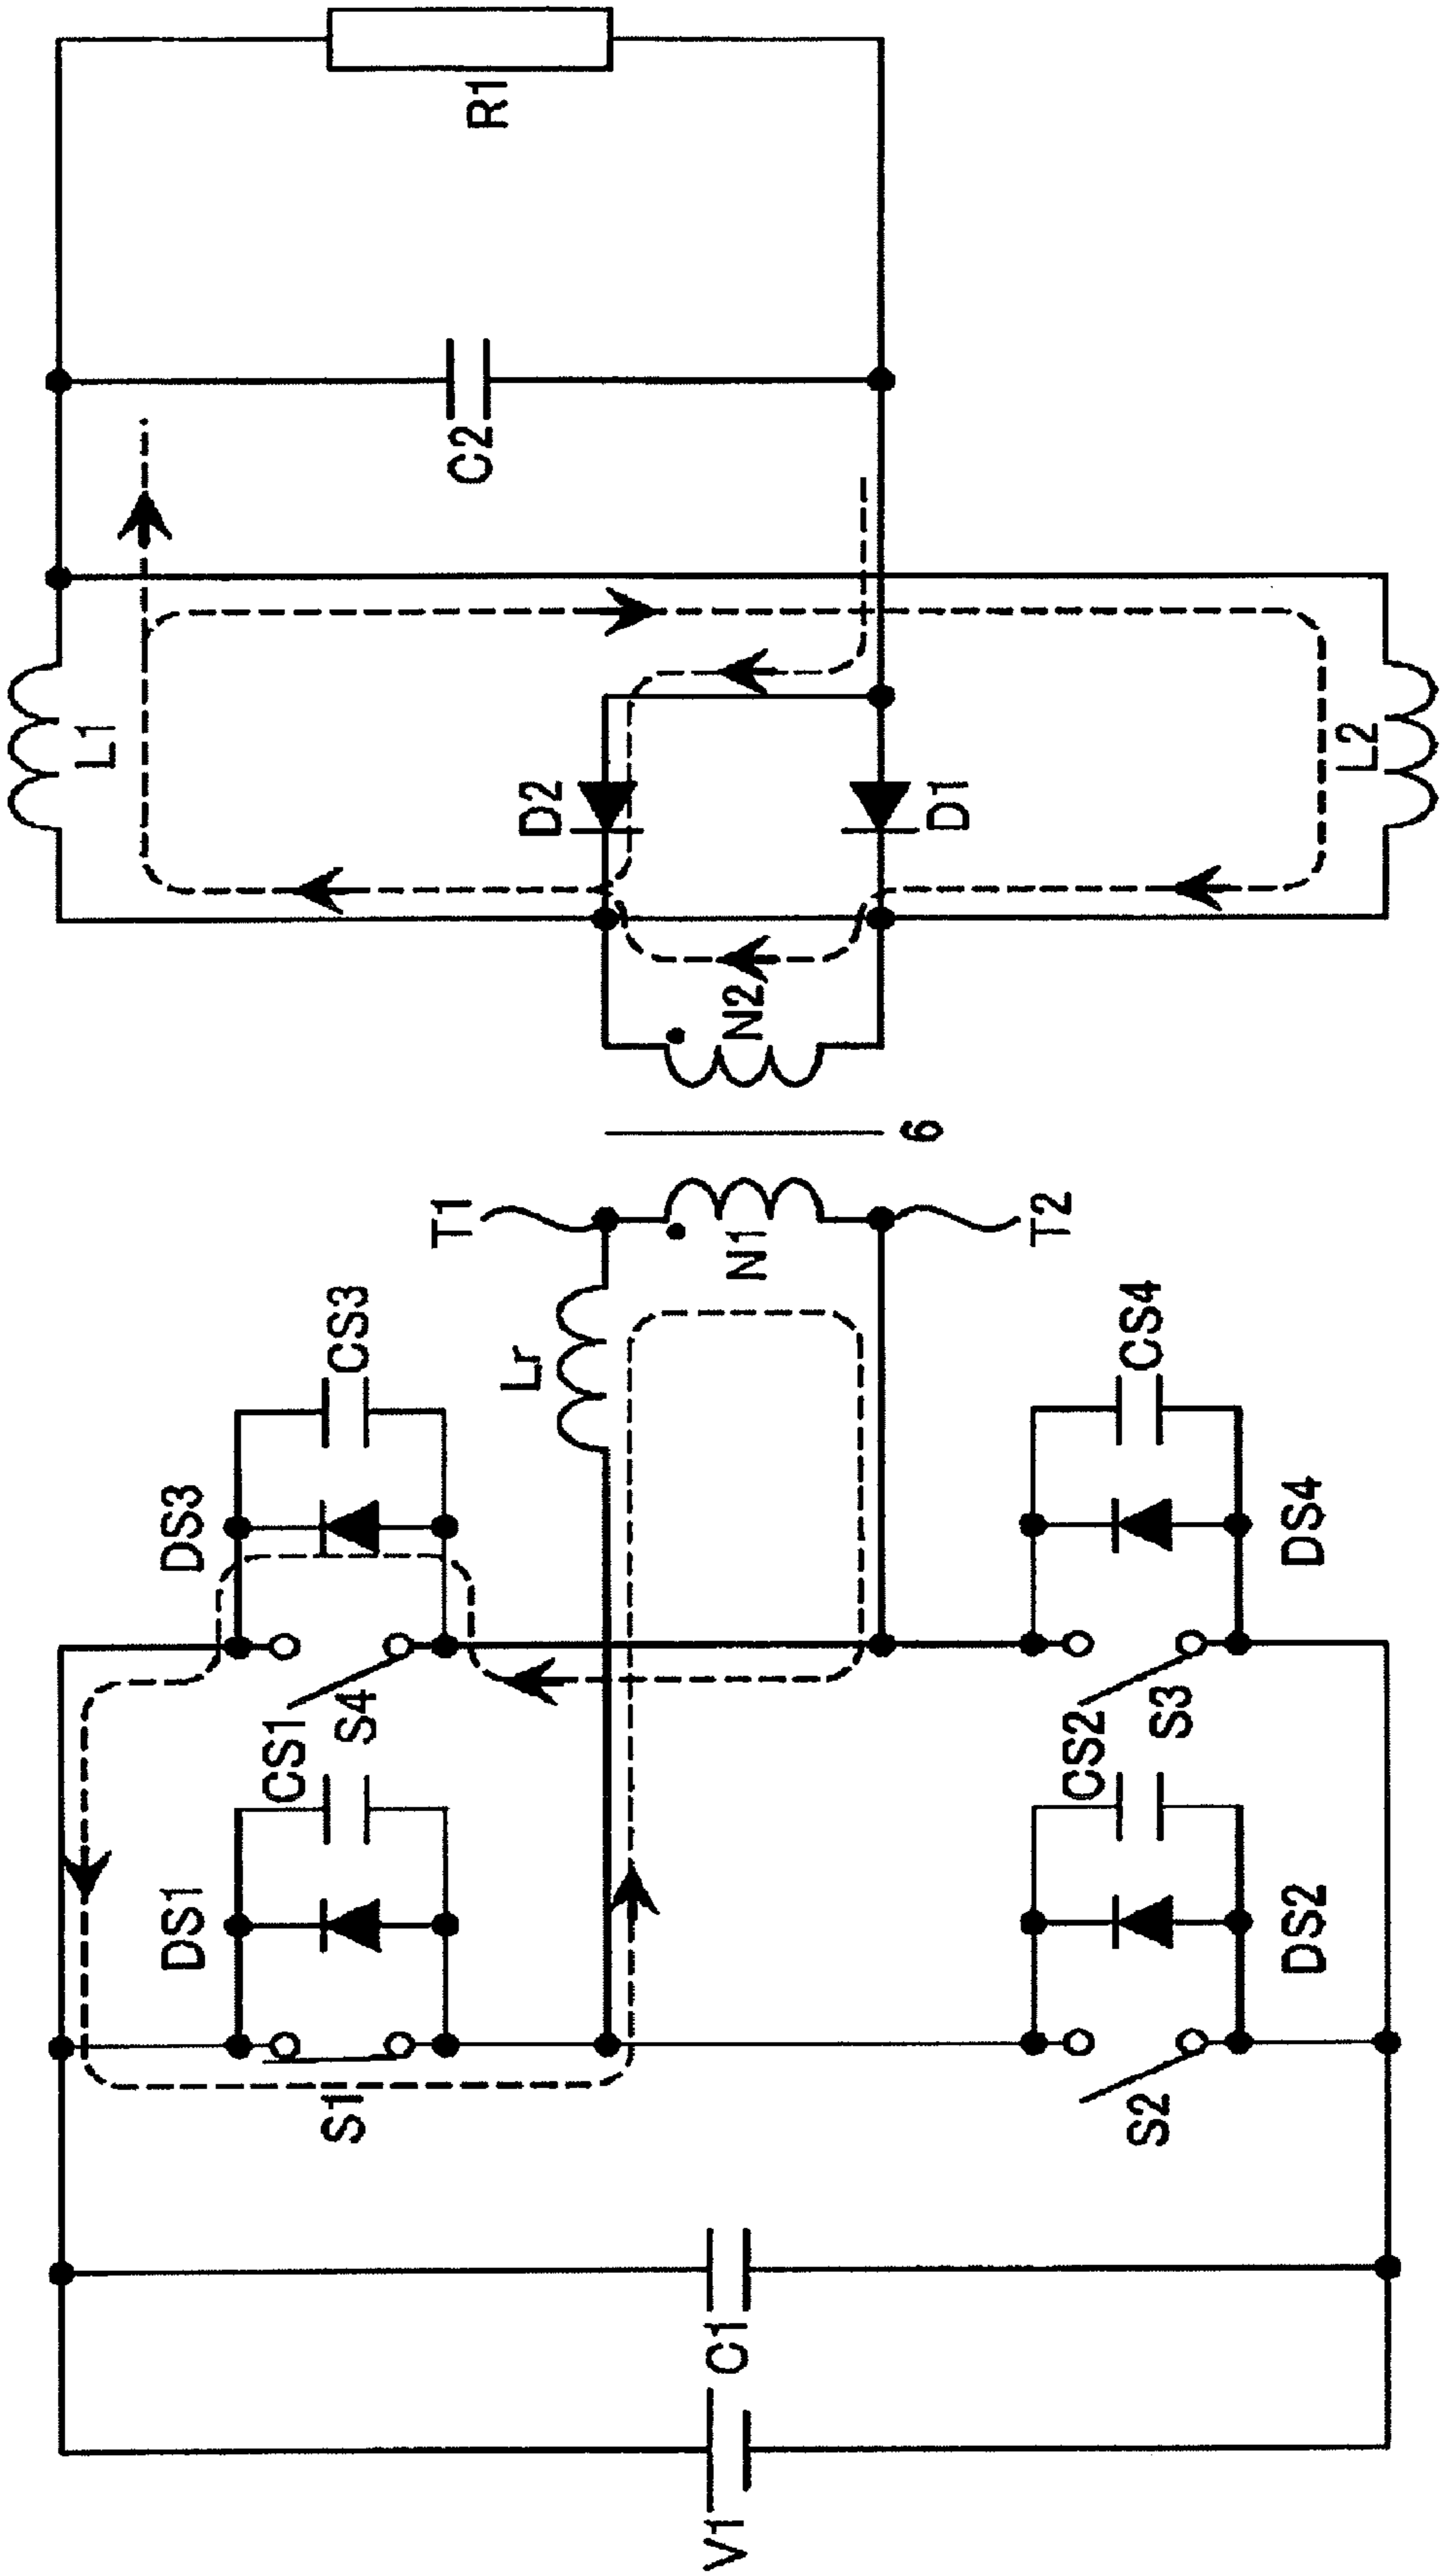 V1
C1
S1
DS1
CS1
S2
DS2
CS2
S4
DS3
CS3
S3
DS4
CS4
Lr
T1
N1
T2
6
N2
D2
D1
L1
L2
C2
R1